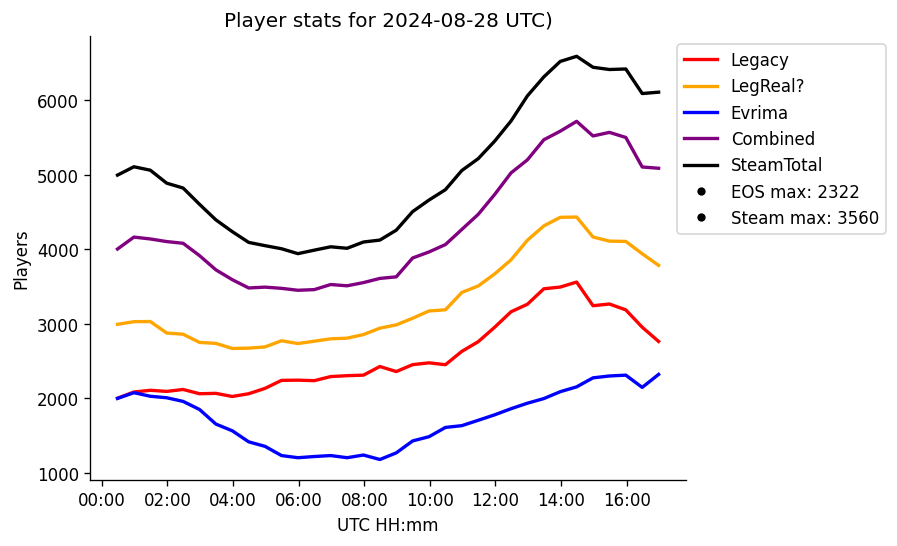 Player stats for 2024-08-28 UTC)
Legacy
LegReal?
Evrima
Combined
SteamTotal
EOS max: 2322
Steam max: 3560
Players
6000
5000
4000
3000
2000
1000
00:00 02:00 04:00 06:00 08:00 10:00 12:00 14:00 16:00
UTC HH:mm